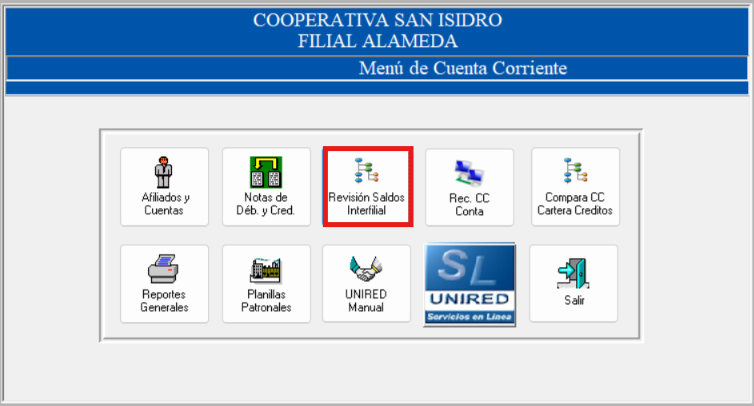 COOPERATIVA SAN ISIDRO
FILIAL ALAMEDA
Menú de Cuenta Corriente
Afiliados y
Cuentas
Notas de
Déb. y Cred.
Revisión Saldos
Interfilial
Rec. CC
Conta
Compara CC
Cartera Creditos
Reportes
Generales
Planillas
Patronales
UNIRED
Manual
SL
UNIRED
Servicios en Línea
Salir